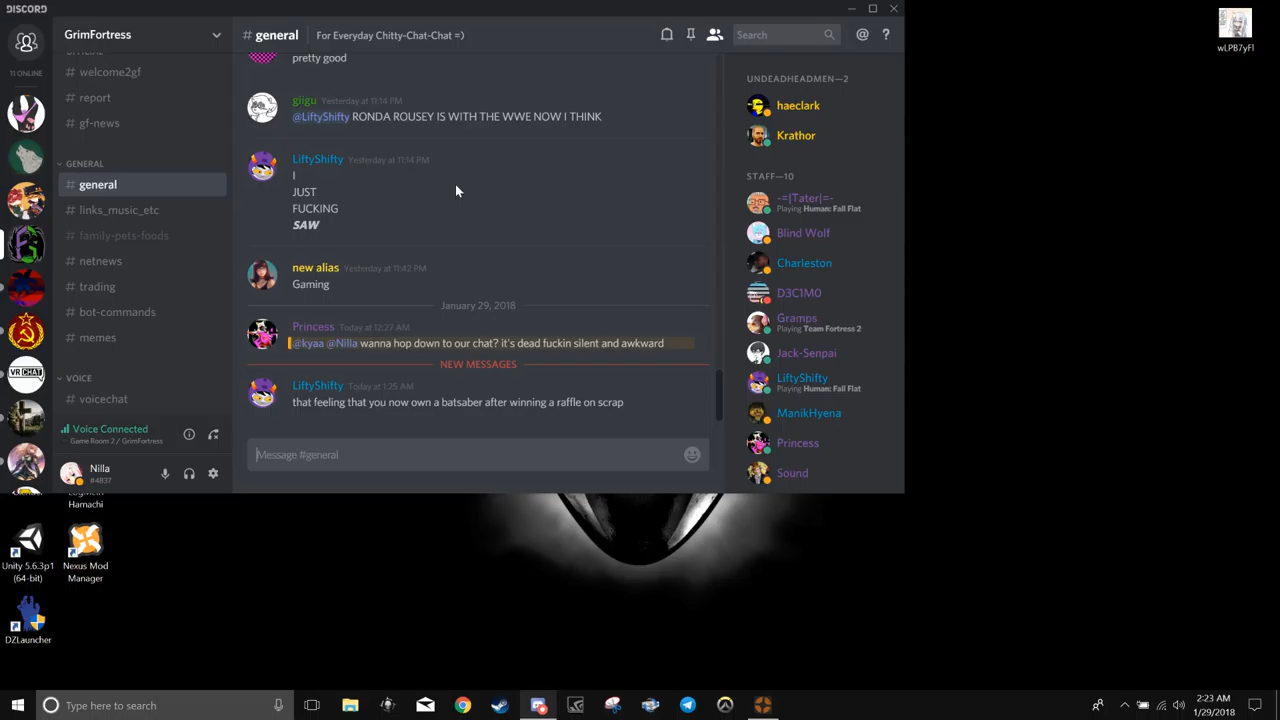 DISCORD
GrimFortress
# general
For Everyday Chitty-Chat-Chat =)
Search
wLPB7yFl
11 ONLINE
# welcome2gf
# report
# gf-news
GENERAL
# general
# links_music_etc
# family-pets-foods
# netnews
# trading
# bot-commands
# memes
VOICE
voicechat
Voice Connected
Game Room 2 / GrimFortress
Nilla
#4837
pretty good
giigu Yesterday at 11:14 PM
@LiftyShifty RONDA ROUSEY IS WITH THE WWE NOW I THINK
LiftyShifty Yesterday at 11:14 PM
I
JUST
FUCKING
SAW
new alias Yesterday at 11:42 PM
Gaming
January 29, 2018
Princess Today at 12:27 AM
@kyaa @Nilla wanna hop down to our chat? it's dead fuckin silent and awkward
NEW MESSAGES
LiftyShifty Today at 1:25 AM
that feeling that you now own a batsaber after winning a raffle on scrap
Message #general
UNDEADHEADMEN—2
haeclark
Krathor
STAFF—10
-=|Tater|=-
Playing Human: Fall Flat
Blind Wolf
Charleston
D3C1M0
Gramps
Playing Team Fortress 2
Jack-Senpai
LiftyShifty
Playing Human: Fall Flat
ManikHyena
Princess
Sound
VRCHAT
Hamachi
Unity 5.6.3p1
(64-bit)
Nexus Mod
Manager
DZLauncher
Type here to search
2:23 AM
1/29/2018